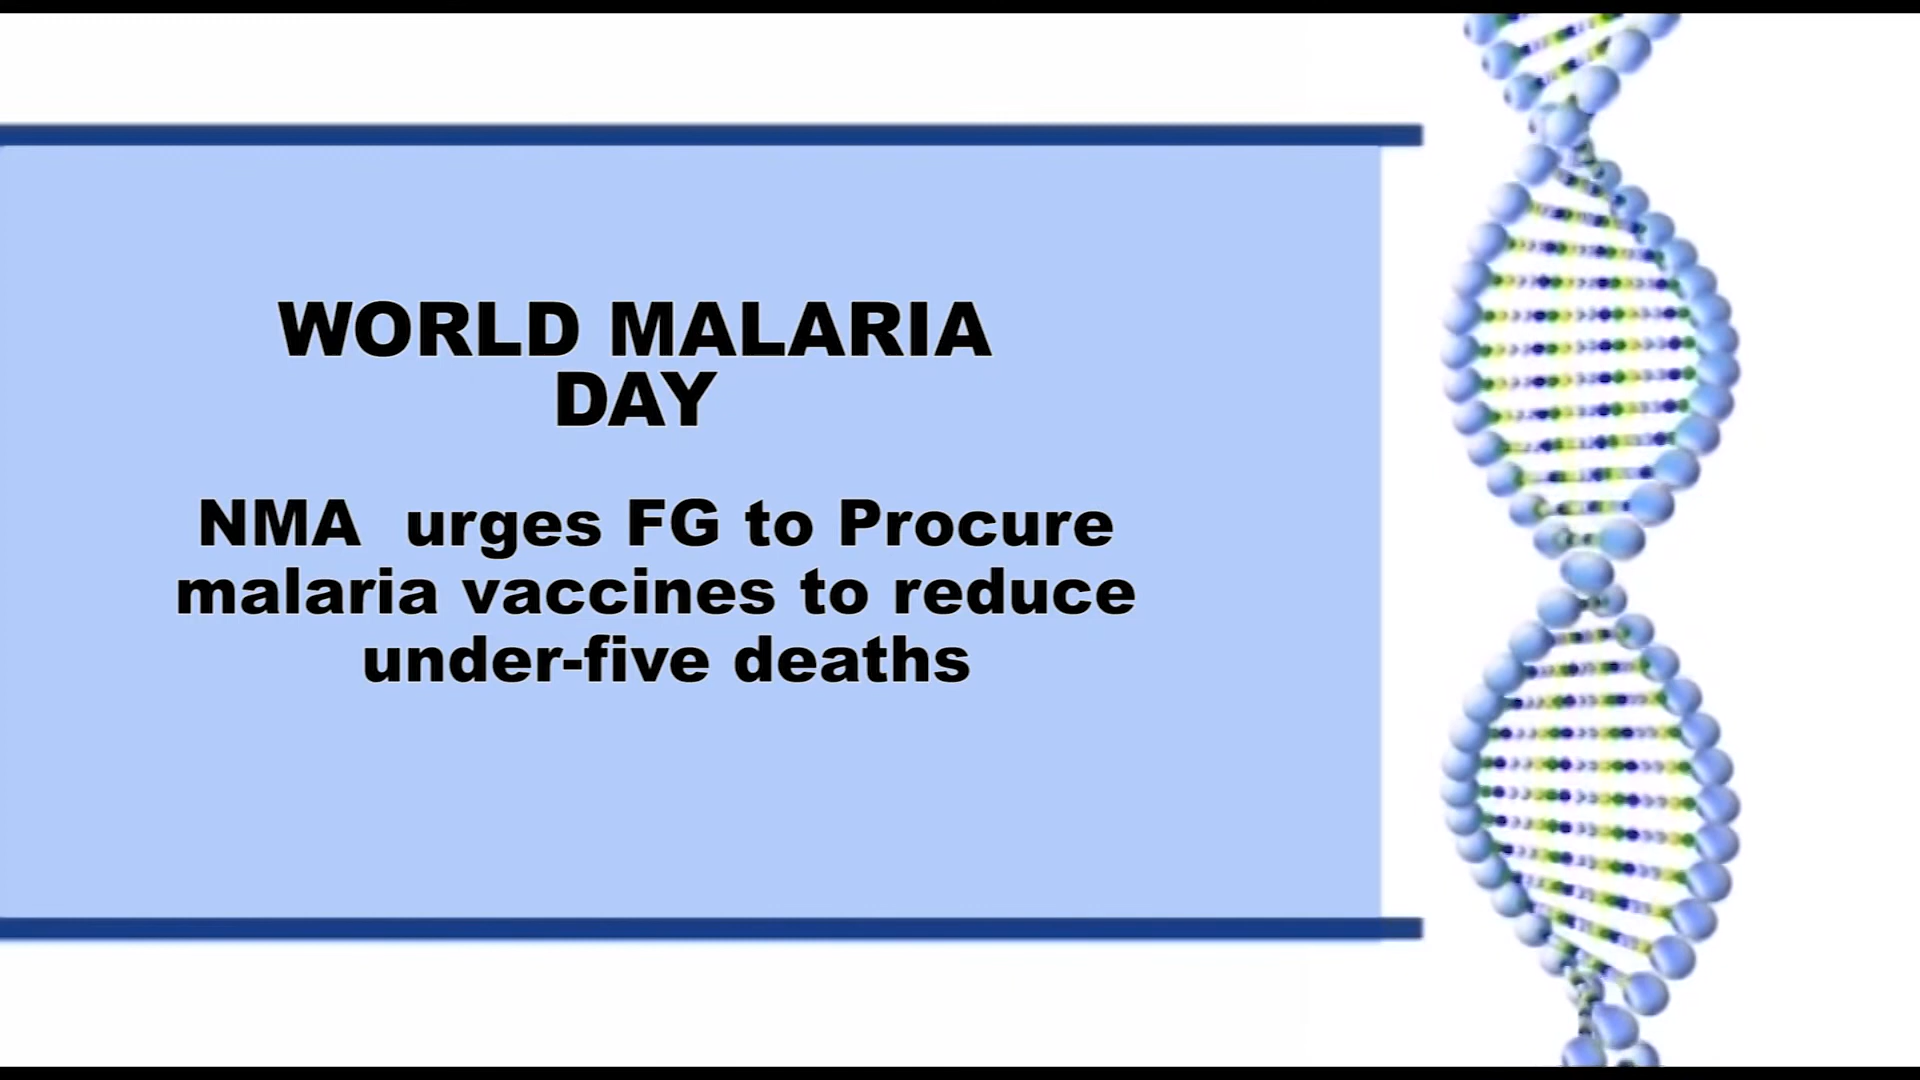 WORLD MALARIA
DAY
NMA urges FG to Procure
malaria vaccines to reduce
under-five deaths